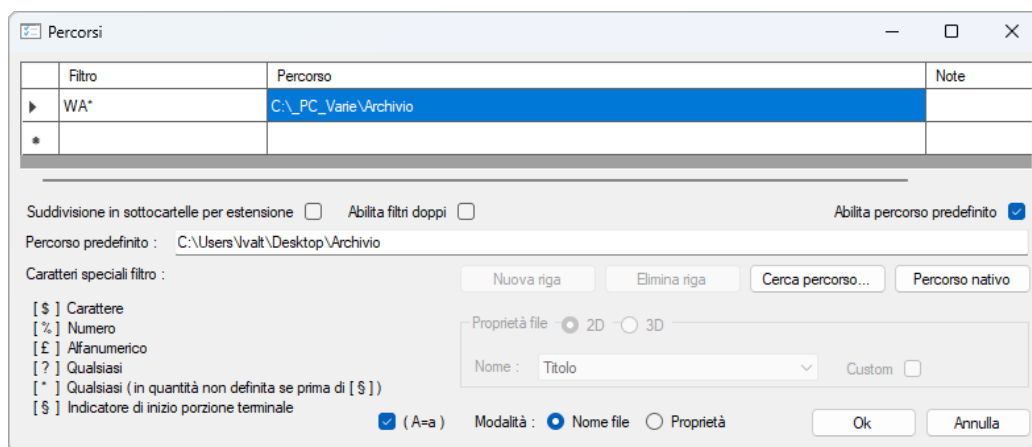 Percorsi
Filtro Percorso Note
WA* C:\_PC_Varie\Archivio
Suddivisione in sottocartelle per estensione Abilita filtri doppi Abilita percorso predefinito
Percorso predefinito : C:\Users\lvalt\Desktop\Archivio
Caratteri speciali filtro : Nuova riga Elimina riga Cerca percorso... Percorso nativo
[ $ ] Carattere
[ % ] Numero
[ £ ] Alfanumerico
[ ? ] Qualsiasi
[ * ] Qualsiasi ( in quantità non definita se prima di [ § ] )
[ § ] Indicatore di inizio porzione terminale
Proprietà file 2D 3D
Nome : Titolo Custom
( A=a ) Modalità : Nome file Proprietà Ok Annulla